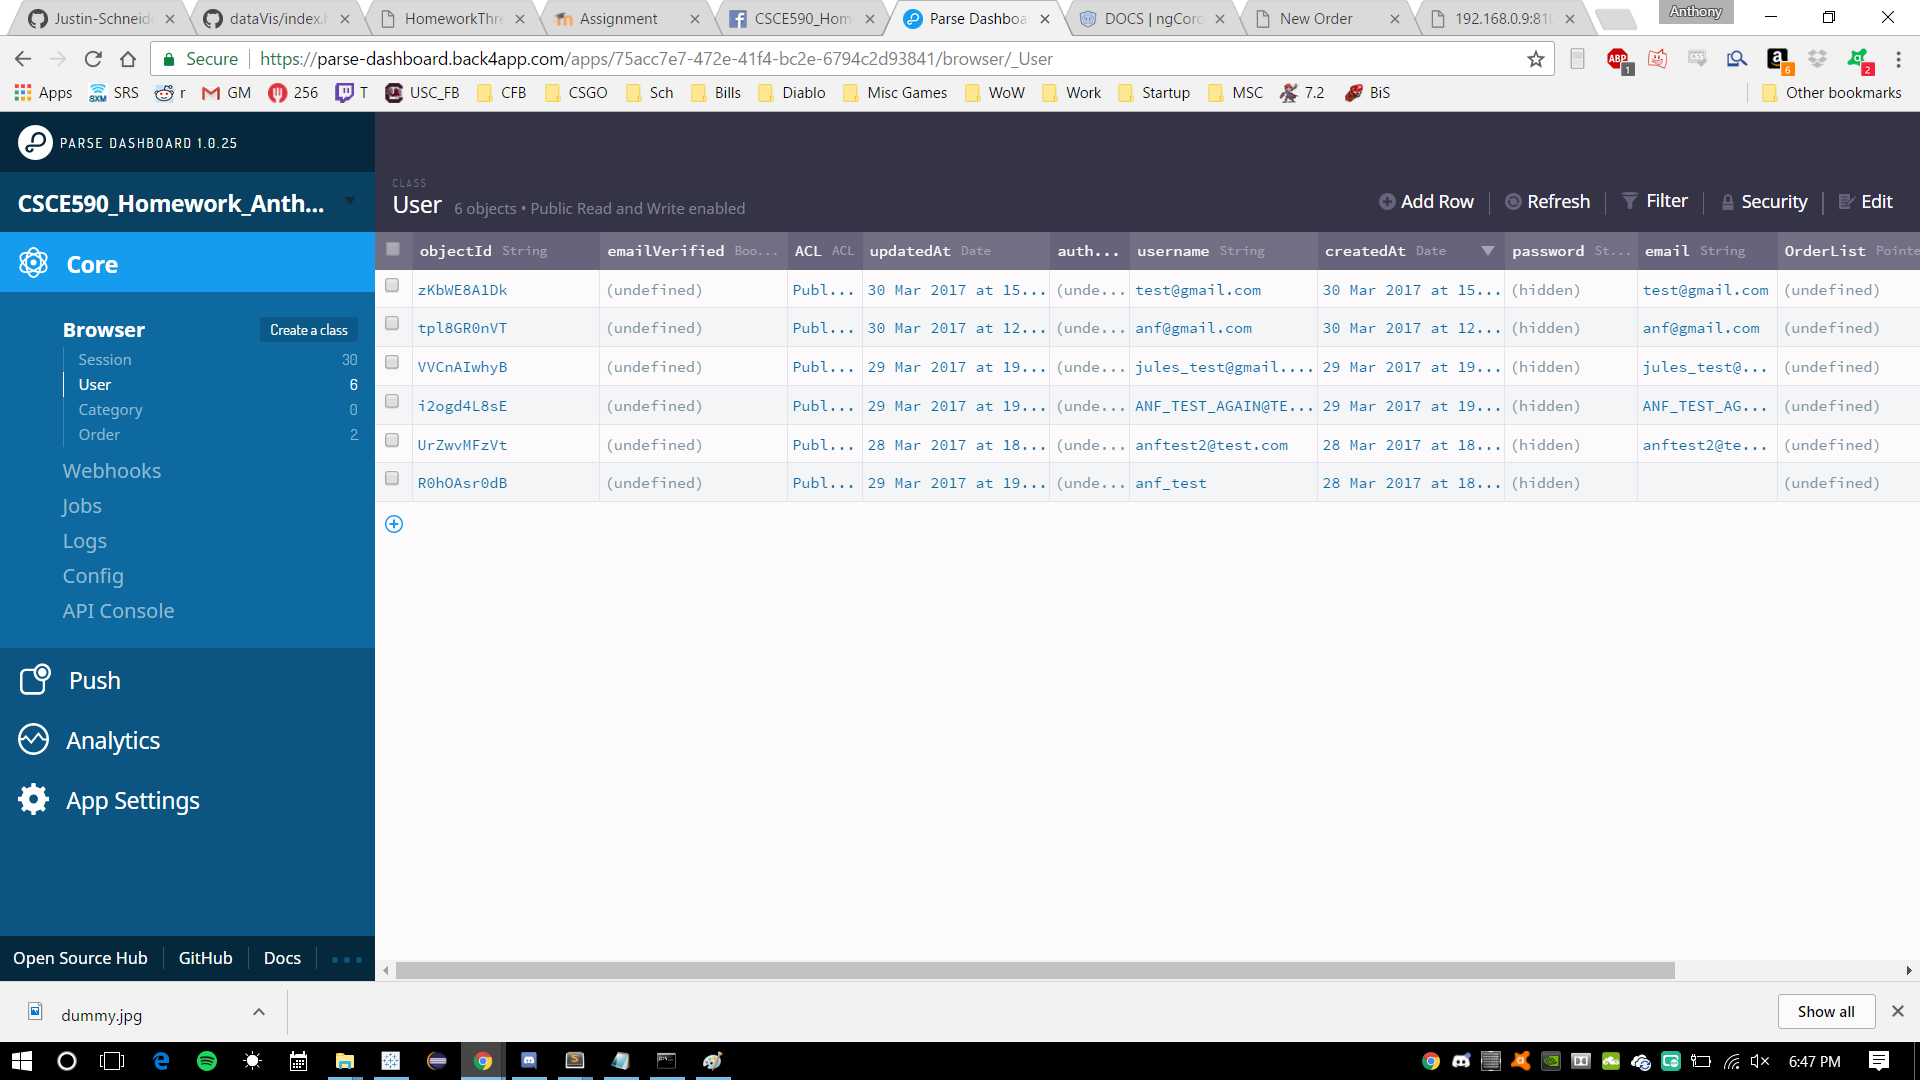 Justin-Schneid
dataVis/index.h
HomeworkThre
Assignment
CSCE590_Hom
Parse Dashboa
DOCS | ngCord
New Order
192.168.0.9:810
Anthony
Secure
https://parse-dashboard.back4app.com/apps/75acc7e7-472e-41f4-bc2e-6794c2d93841/browser/_User
ABP 1
6
2
Apps SRS r GM 256 T USC_FB CFB CSGO Sch Bills Diablo Misc Games WoW Work Startup MSC 7.2 BiS Other bookmarks
PARSE DASHBOARD 1.0.25
CSCE590_Homework_Anth...
Core
Browser Create a class
Session 30
User 6
Category 0
Order 2
Webhooks
Jobs
Logs
Config
API Console
Push
Analytics
App Settings
Open Source Hub GitHub Docs
CLASS
User 6 objects • Public Read and Write enabled
Add Row Refresh Filter Security Edit
objectId String emailVerified Boo... ACL ACL updatedAt Date auth... username String createdAt Date password St... email String OrderList Pointe
zKbWE8A1Dk (undefined) Publ... 30 Mar 2017 at 15... (unde... test@gmail.com 30 Mar 2017 at 15... (hidden) test@gmail.com (undefined)
tpl8GR0nVT (undefined) Publ... 30 Mar 2017 at 12... (unde... anf@gmail.com 30 Mar 2017 at 12... (hidden) anf@gmail.com (undefined)
VVCnAIwhyB (undefined) Publ... 29 Mar 2017 at 19... (unde... jules_test@gmail.... 29 Mar 2017 at 19... (hidden) jules_test@... (undefined)
i2ogd4L8sE (undefined) Publ... 29 Mar 2017 at 19... (unde... ANF_TEST_AGAIN@TE... 29 Mar 2017 at 19... (hidden) ANF_TEST_AG... (undefined)
UrZwvMFzVt (undefined) Publ... 28 Mar 2017 at 18... (unde... anftest2@test.com 28 Mar 2017 at 18... (hidden) anftest2@te... (undefined)
R0hOAsr0dB (undefined) Publ... 29 Mar 2017 at 19... (unde... anf_test 28 Mar 2017 at 18... (hidden) (undefined)
dummy.jpg
Show all
6:47 PM